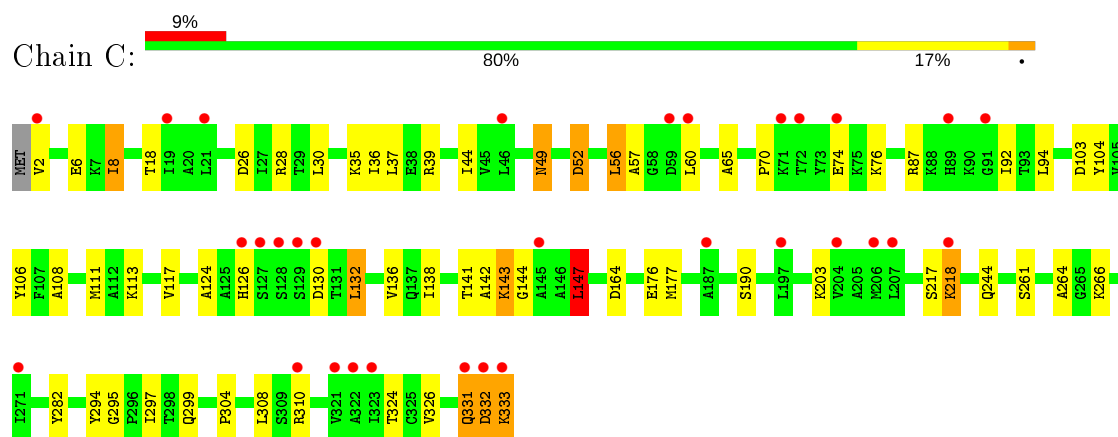 9%
Chain C:
80%
17%
•
MET V2 E6 K7 I8 T18 I19 A20 L21 D26 I27 R28 T29 L30 K35 I36 L37 E38 R39 I44 V45 L46 N49 D52 L56 A57 G58 D59 L60 A65 P70 K71 T72 Y73 E74 K75 K76 R87 K88 H89 K90 G91 I92 T93 L94 D103 Y104 V105
Y106 F107 A108 M111 A112 K113 V117 A124 A125 H126 S127 S128 S129 D130 T131 L132 V136 Q137 I138 T141 A142 K143 G144 A145 A146 L147 D164 E176 M177 A187 S190 L197 K203 V204 A205 M206 L207 S217 K218 Q244 S261 A264 G265 K266
I271 Y282 Y294 G295 P296 I297 T298 Q299 P304 L308 S309 R310 V321 A322 I323 T324 C325 V326 Q331 D332 K333